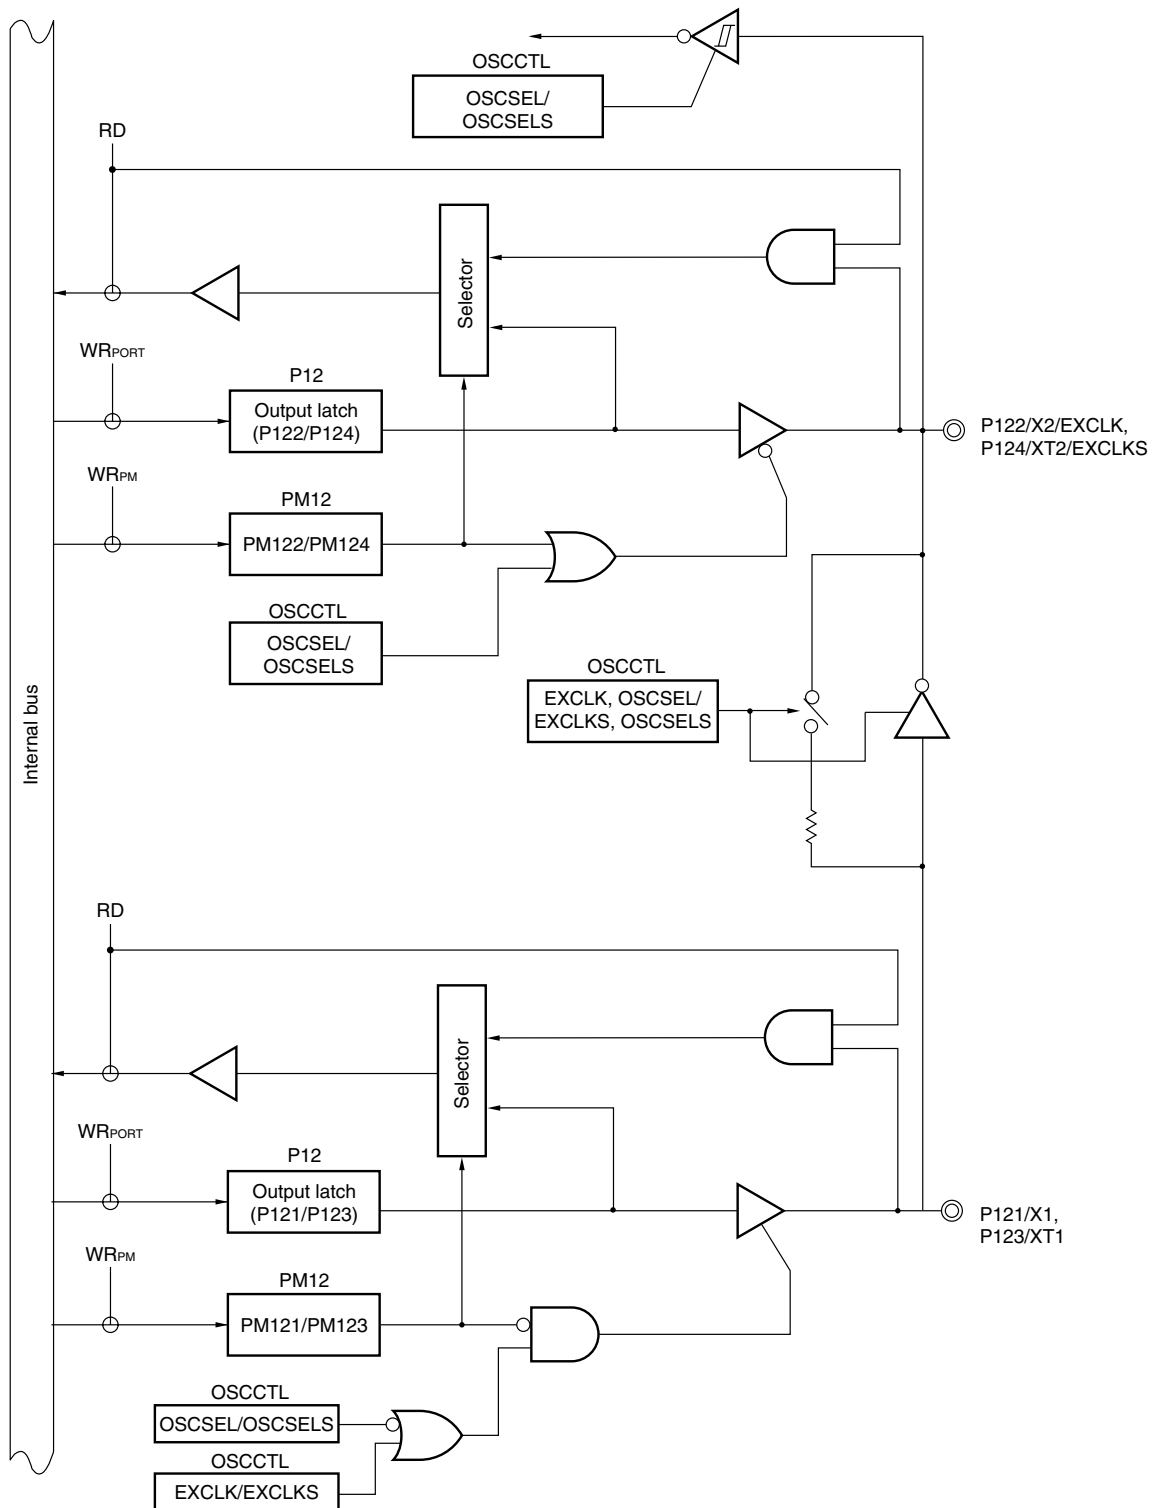 OSCCTL
OSCSEL/
OSCSELS
RD
Selector
WRPORT
P12
Output latch
(P122/P124)
P122/X2/EXCLK,
P124/XT2/EXCLKS
WRPM
PM12
PM122/PM124
OSCCTL
OSCSEL/
OSCSELS
OSCCTL
EXCLK, OSCSEL/
EXCLKS, OSCSELS
Internal bus
RD
Selector
WRPORT
P12
Output latch
(P121/P123)
P121/X1,
P123/XT1
WRPM
PM12
PM121/PM123
OSCCTL
OSCSEL/OSCSELS
OSCCTL
EXCLK/EXCLKS